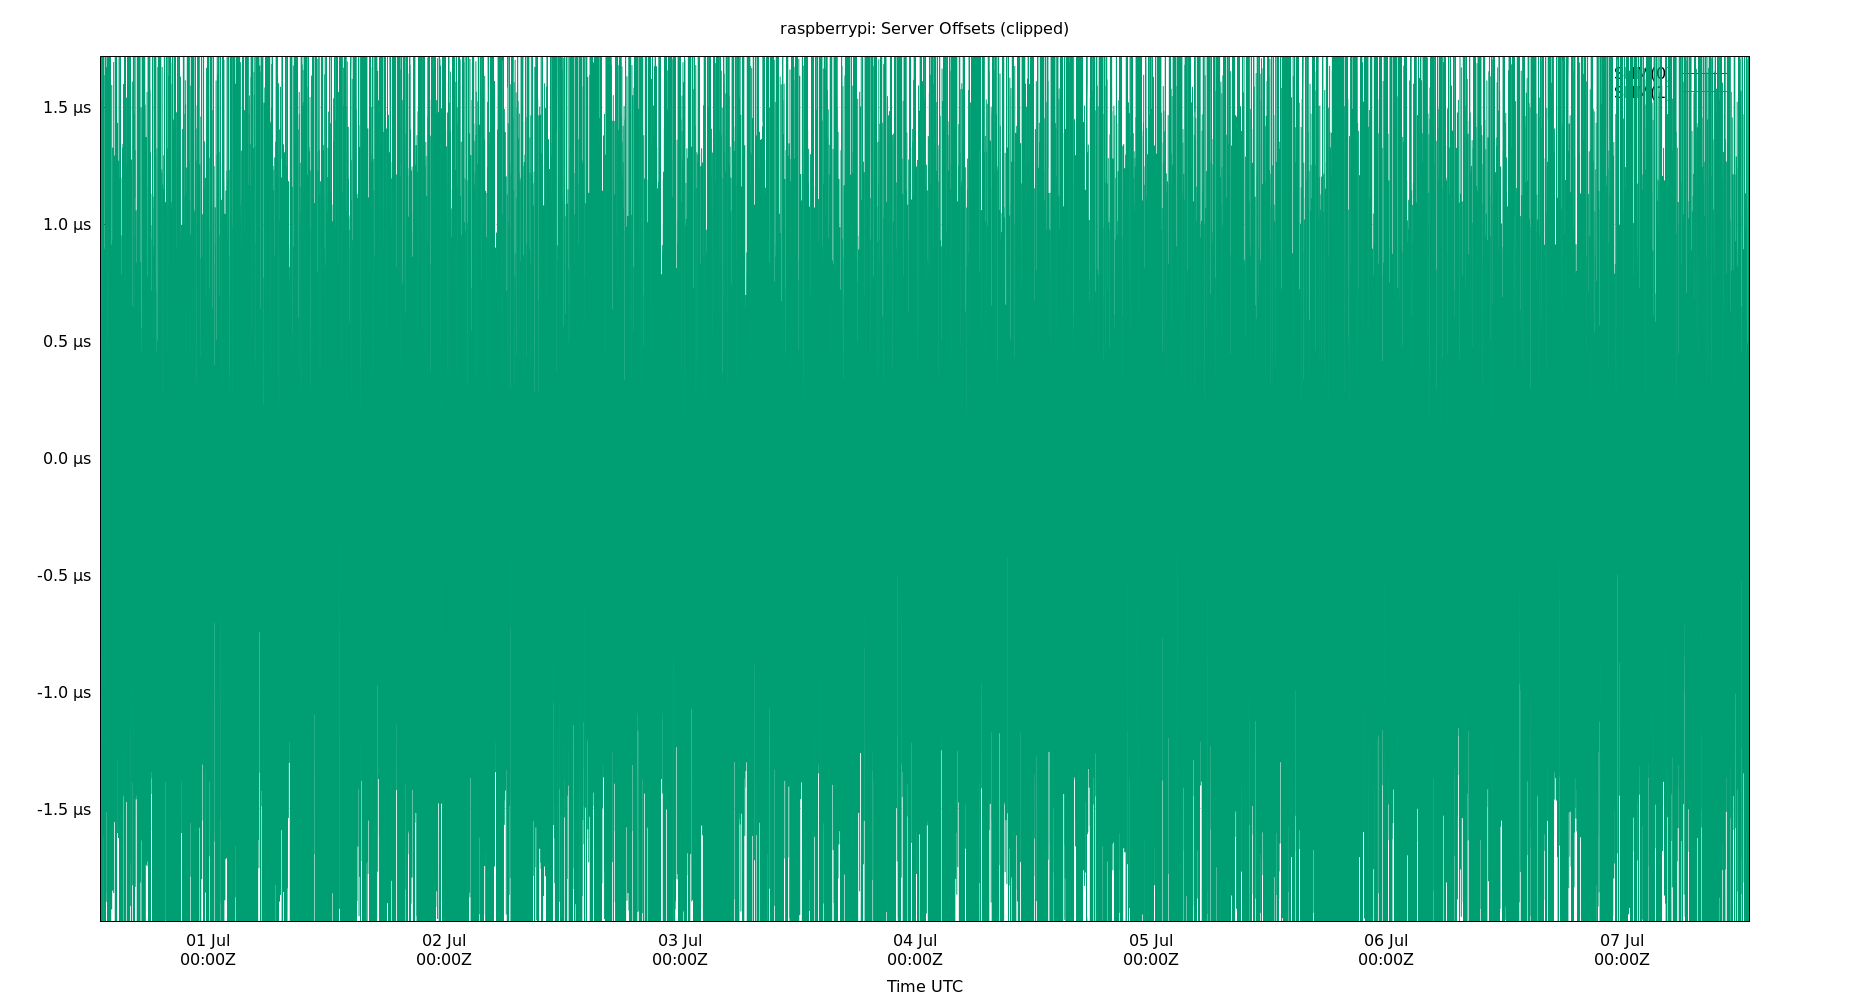 raspberrypi: Server Offsets (clipped)
1.5 µs
1.0 µs
0.5 µs
0.0 µs
-0.5 µs
-1.0 µs
-1.5 µs
01 Jul 02 Jul 03 Jul 04 Jul 05 Jul 06 Jul 07 Jul
00:00Z 00:00Z 00:00Z 00:00Z 00:00Z 00:00Z 00:00Z
Time UTC